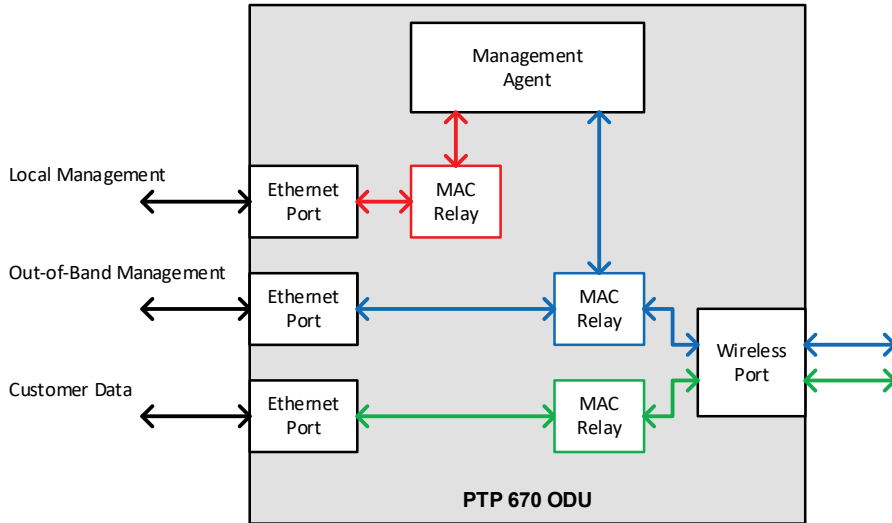 Management
Agent
Local Management
Ethernet
Port
MAC
Relay
Out-of-Band Management
Ethernet
Port
MAC
Relay
Wireless
Port
Customer Data
Ethernet
Port
MAC
Relay
PTP 670 ODU